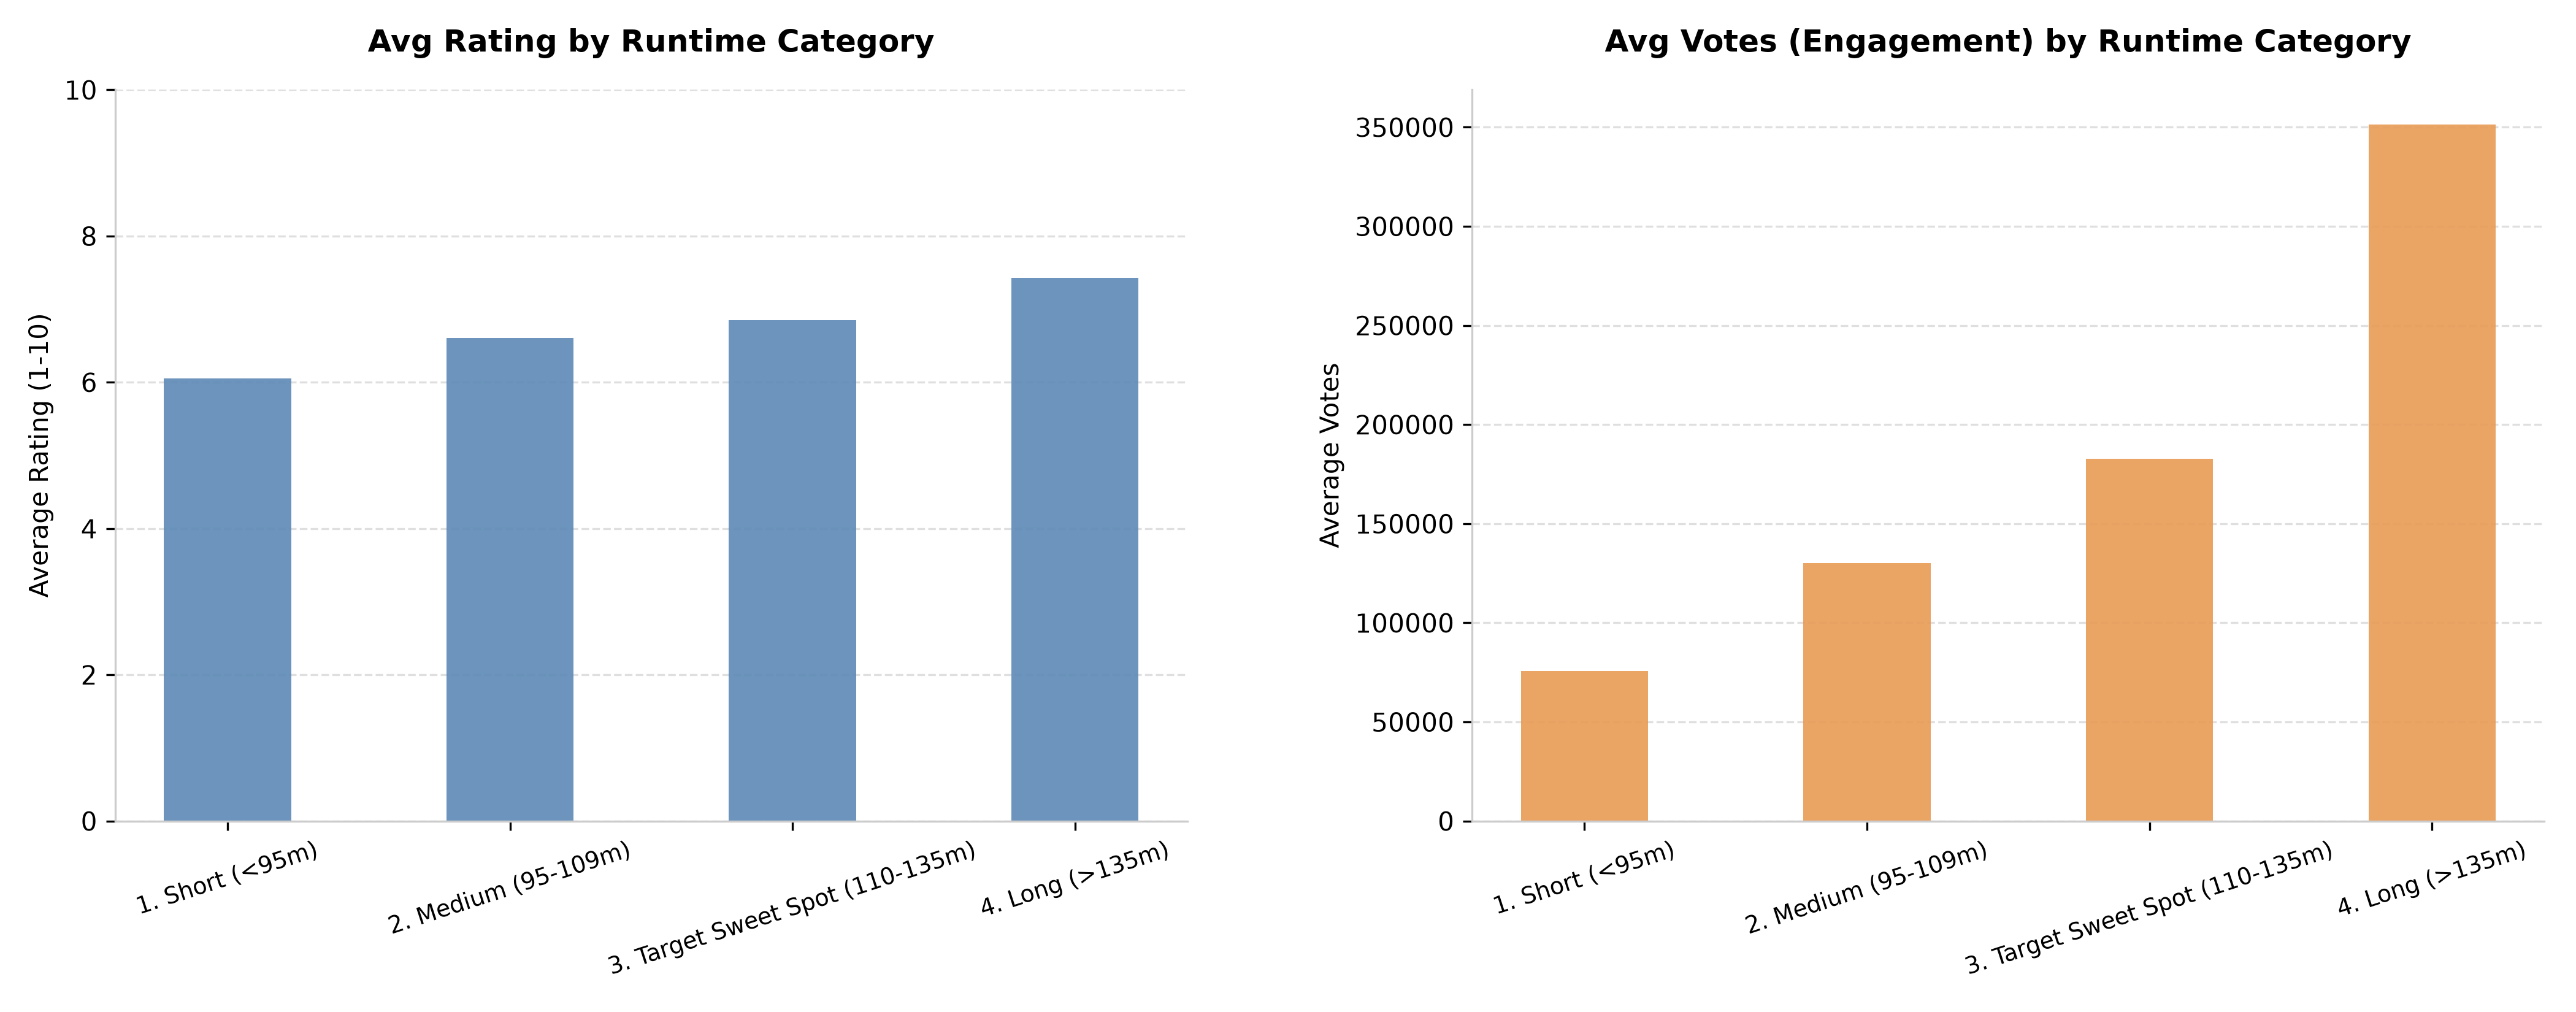 Avg Rating by Runtime Category
Average Rating (1-10)
10
8
6
4
2
0
1. Short (<95m)
2. Medium (95-109m)
3. Target Sweet Spot (110-135m)
4. Long (>135m)
Avg Votes (Engagement) by Runtime Category
Average Votes
350000
300000
250000
200000
150000
100000
50000
0
1. Short (<95m)
2. Medium (95-109m)
3. Target Sweet Spot (110-135m)
4. Long (>135m)